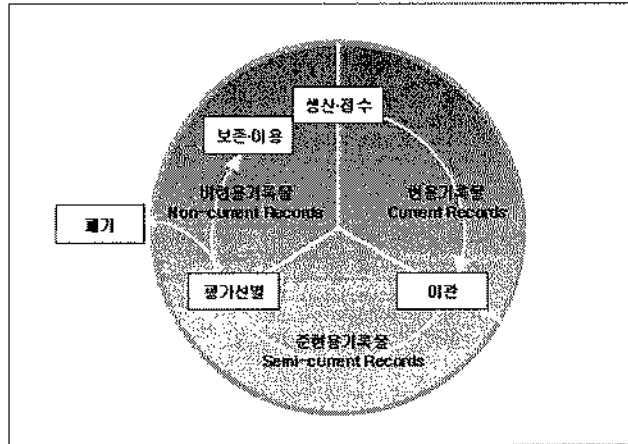 생산·접수
보존·이용
비현용기록물
Non-current Records
현용기록물
Current Records
폐기
평가선별
이관
준현용기록물
Semi-current Records